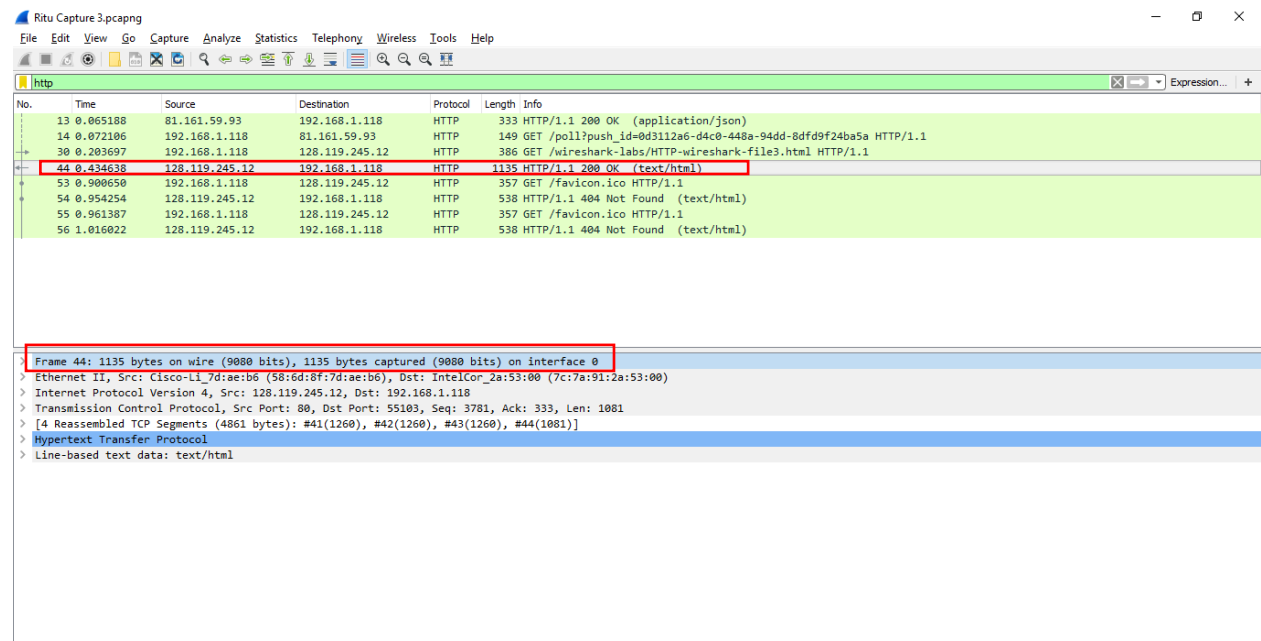 Ritu Capture 3.pcapng
File Edit View Go Capture Analyze Statistics Telephony Wireless Tools Help
http Expression... +
No. Time Source Destination Protocol Length Info
13 0.065188 81.161.59.93 192.168.1.118 HTTP 333 HTTP/1.1 200 OK (application/json)
14 0.072106 192.168.1.118 81.161.59.93 HTTP 149 GET /poll?push_id=0d3112a6-d4c0-448a-94dd-8dfd9f24ba5a HTTP/1.1
30 0.203697 192.168.1.118 128.119.245.12 HTTP 386 GET /wireshark-labs/HTTP-wireshark-file3.html HTTP/1.1
44 0.434638 128.119.245.12 192.168.1.118 HTTP 1135 HTTP/1.1 200 OK (text/html)
53 0.900650 192.168.1.118 128.119.245.12 HTTP 357 GET /favicon.ico HTTP/1.1
54 0.954254 128.119.245.12 192.168.1.118 HTTP 538 HTTP/1.1 404 Not Found (text/html)
55 0.961387 192.168.1.118 128.119.245.12 HTTP 357 GET /favicon.ico HTTP/1.1
56 1.016022 128.119.245.12 192.168.1.118 HTTP 538 HTTP/1.1 404 Not Found (text/html)
Frame 44: 1135 bytes on wire (9080 bits), 1135 bytes captured (9080 bits) on interface 0
Ethernet II, Src: Cisco-Li_7d:ae:b6 (58:6d:8f:7d:ae:b6), Dst: IntelCor_2a:53:00 (7c:7a:91:2a:53:00)
Internet Protocol Version 4, Src: 128.119.245.12, Dst: 192.168.1.118
Transmission Control Protocol, Src Port: 80, Dst Port: 55103, Seq: 3781, Ack: 333, Len: 1081
[4 Reassembled TCP Segments (4861 bytes): #41(1260), #42(1260), #43(1260), #44(1081)]
Hypertext Transfer Protocol
Line-based text data: text/html